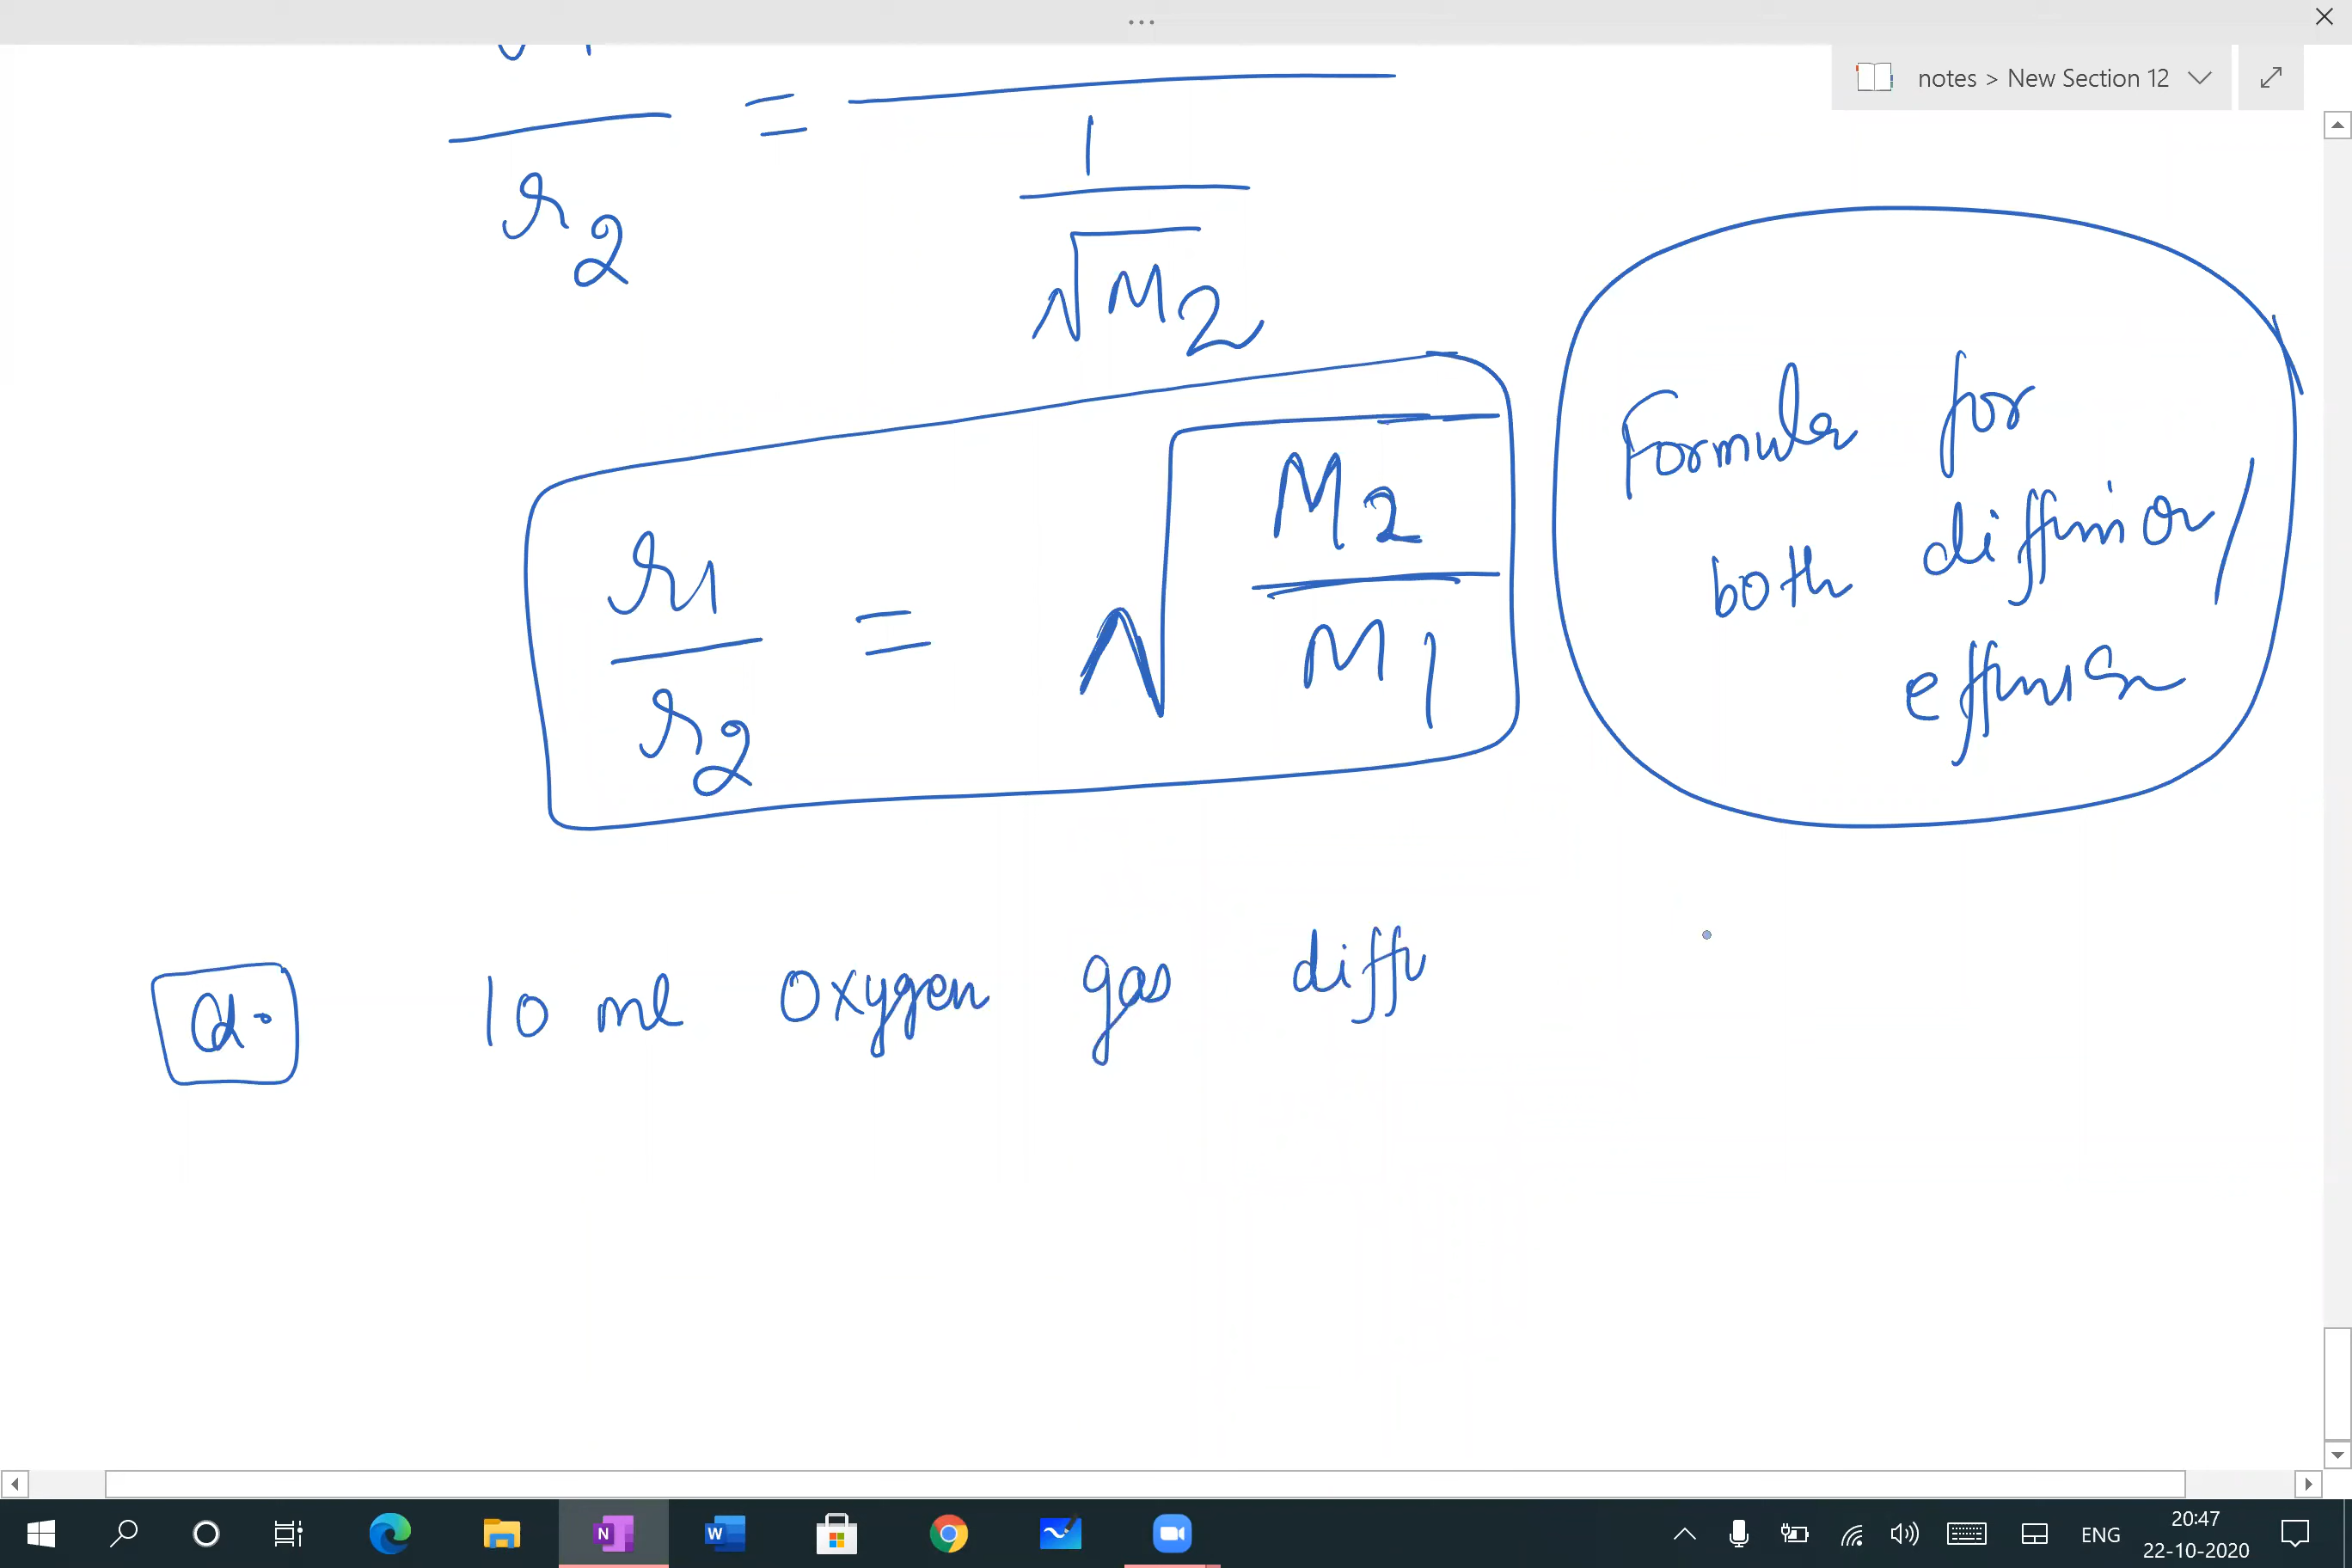 ...
notes > New Section 12
=
r2
1
√M2
r1 / r2 = √ M2 / M1
Formula for
both diffusion/
effusion
Q.
10 ml Oxygen gas diffu
N
W
ENG
20:47
22-10-2020